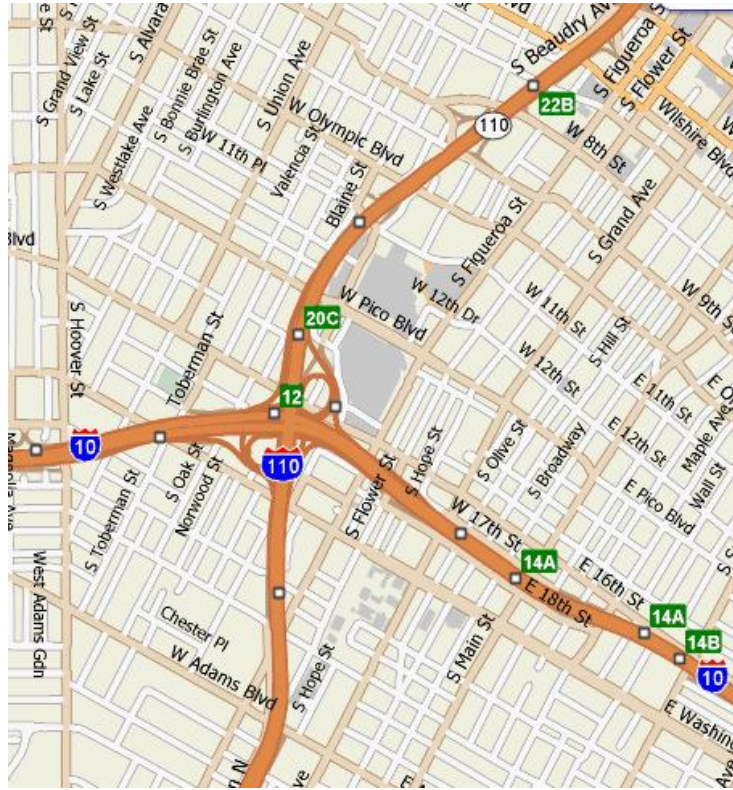 S Grand View St
S Lake St
S Alvara
S Bonnie Brae St
S Burlington Ave
S Union Ave
S Westlake Ave
W 11th Pl
Valencia St
W Olympic Blvd
Blaine St
S Beaudry Av
22B
110
S Figueroa St
S Flower St
Wilshire Blvd
W 8th St
S Grand Ave
S Figueroa St
W 12th Dr
W 9th St
Blvd
S Hoover St
Toberman St
20C
W Pico Blvd
W 11th St
W 12th St
S Hill St
E 11th St
E 12th St
Maple Ave
Wall St
E Pico Blvd
12
10
110
S Oak St
Norwood St
S Toberman St
S Flower St
S Hope St
S Olive St
S Broadway
W 17th St
14A
E 16th St
E 18th St
14A
14B
10
West Adams Gdn
Chester Pl
W Adams Blvd
S Hope St
S Main St
E Washing
Ave